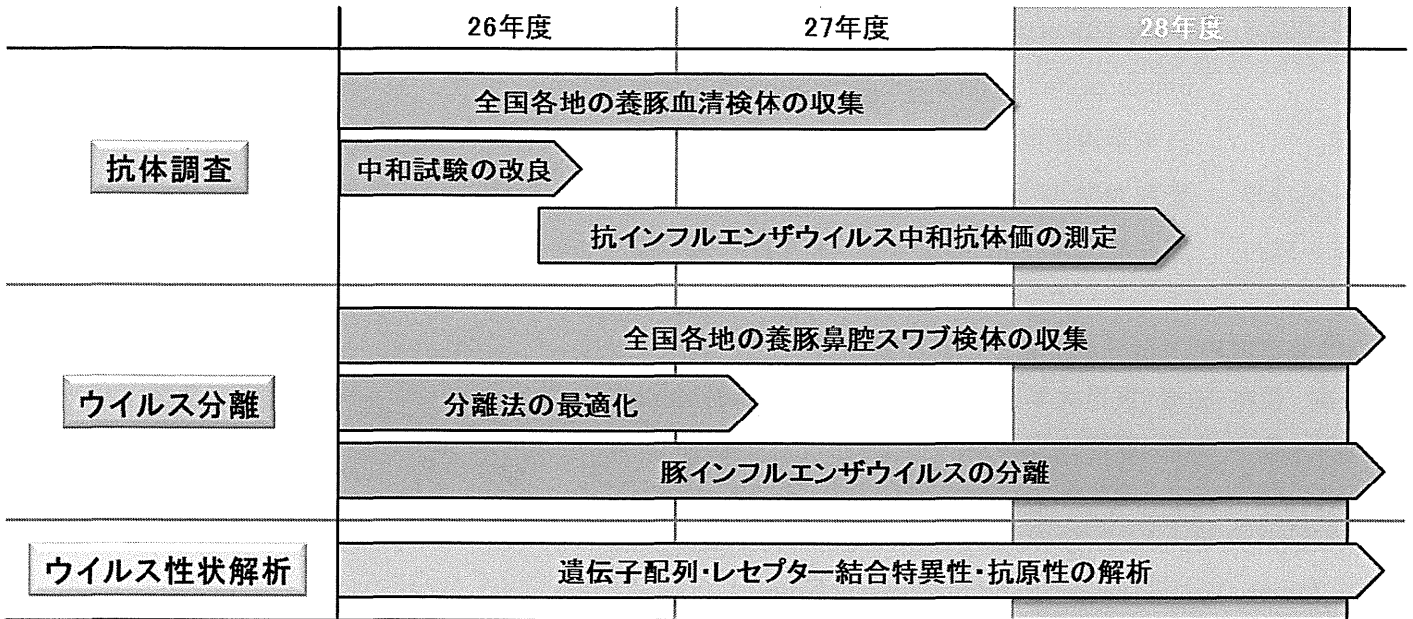 26年度
27年度
28年度
全国各地の養豚血清検体の収集
抗体調査
中和試験の改良
抗インフルエンザウイルス中和抗体価の測定
全国各地の養豚鼻腔スワブ検体の収集
ウイルス分離
分離法の最適化
豚インフルエンザウイルスの分離
ウイルス性状解析
遺伝子配列・レセプター結合特異性・抗原性の解析